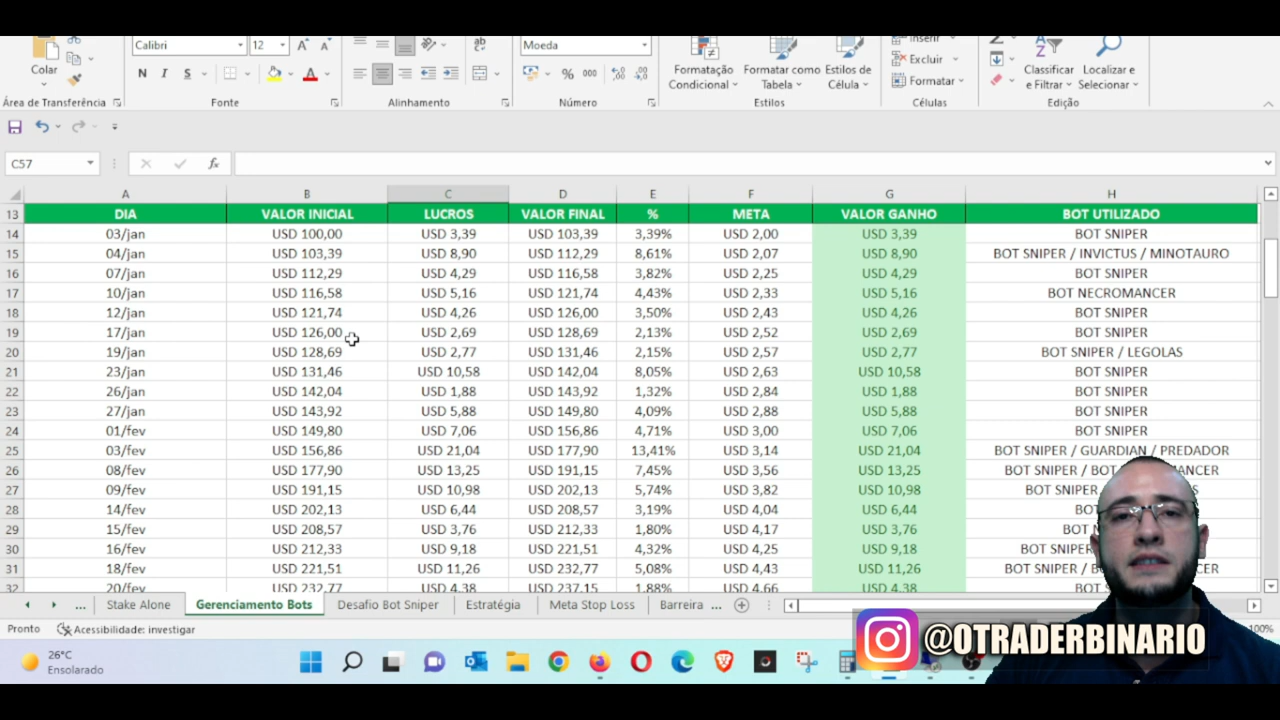 Calibri 12 Moeda Inserir
Colar Formatação Formatar como Estilos de Excluir Classificar Localizar e
N I S % 000 Condicional Tabela Célula Formatar e Filtrar Selecionar
Área de Transferência Fonte Alinhamento Número Estilos Células Edição
C57 fx
A B C D E F G H
13 DIA VALOR INICIAL LUCROS VALOR FINAL % META VALOR GANHO BOT UTILIZADO
14 03/jan USD 100,00 USD 3,39 USD 103,39 3,39% USD 2,00 USD 3,39 BOT SNIPER
15 04/jan USD 103,39 USD 8,90 USD 112,29 8,61% USD 2,07 USD 8,90 BOT SNIPER / INVICTUS / MINOTAURO
16 07/jan USD 112,29 USD 4,29 USD 116,58 3,82% USD 2,25 USD 4,29 BOT SNIPER
17 10/jan USD 116,58 USD 5,16 USD 121,74 4,43% USD 2,33 USD 5,16 BOT NECROMANCER
18 12/jan USD 121,74 USD 4,26 USD 126,00 3,50% USD 2,43 USD 4,26 BOT SNIPER
19 17/jan USD 126,00 USD 2,69 USD 128,69 2,13% USD 2,52 USD 2,69 BOT SNIPER
20 19/jan USD 128,69 USD 2,77 USD 131,46 2,15% USD 2,57 USD 2,77 BOT SNIPER / LEGOLAS
21 23/jan USD 131,46 USD 10,58 USD 142,04 8,05% USD 2,63 USD 10,58 BOT SNIPER
22 26/jan USD 142,04 USD 1,88 USD 143,92 1,32% USD 2,84 USD 1,88 BOT SNIPER
23 27/jan USD 143,92 USD 5,88 USD 149,80 4,09% USD 2,88 USD 5,88 BOT SNIPER
24 01/fev USD 149,80 USD 7,06 USD 156,86 4,71% USD 3,00 USD 7,06 BOT SNIPER
25 03/fev USD 156,86 USD 21,04 USD 177,90 13,41% USD 3,14 USD 21,04 BOT SNIPER / GUARDIAN / PREDADOR
26 08/fev USD 177,90 USD 13,25 USD 191,15 7,45% USD 3,56 USD 13,25 BOT SNIPER / BOT
27 09/fev USD 191,15 USD 10,98 USD 202,13 5,74% USD 3,82 USD 10,98 BOT SNIPER
28 14/fev USD 202,13 USD 6,44 USD 208,57 3,19% USD 4,04 USD 6,44
29 15/fev USD 208,57 USD 3,76 USD 212,33 1,80% USD 4,17 USD 3,76 BOT
30 16/fev USD 212,33 USD 9,18 USD 221,51 4,32% USD 4,25 USD 9,18 BOT SNIPER
31 18/fev USD 221,51 USD 11,26 USD 232,77 5,08% USD 4,43 USD 11,26 BOT SNIPER /
32 20/fev USD 232,77 USD 4,38 USD 237,15 1,88% USD 4,66 USD 4,38 BOT
... Stake Alone Gerenciamento Bots Desafio Bot Sniper Estratégia Meta Stop Loss Barreira ...
Pronto Acessibilidade: investigar 100%
@OTRADERBINARIO
26°C
Ensolarado